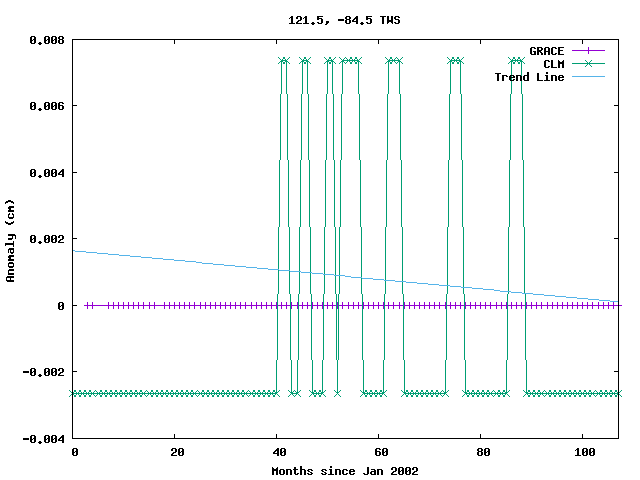 121.5, -84.5 TWS
GRACE
CLM
Trend Line
0.008
0.006
0.004
0.002
0
-0.002
-0.004
Anomaly (cm)
0 20 40 60 80 100
Months since Jan 2002